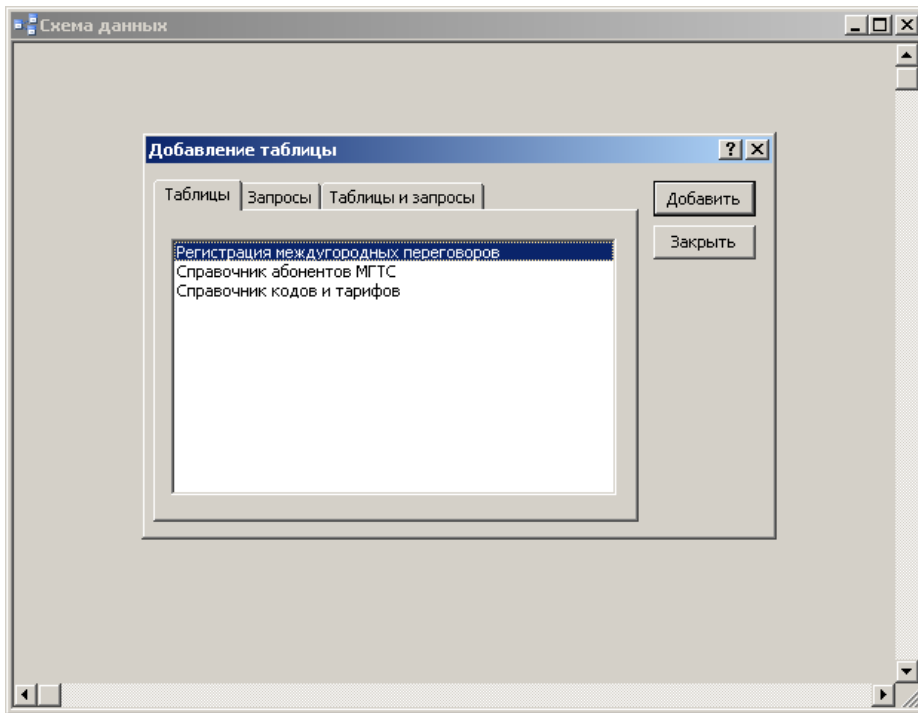 Схема данных
Добавление таблицы
Таблицы Запросы Таблицы и запросы
Добавить
Закрыть
Регистрация междугородных переговоров
Справочник абонентов МГТС
Справочник кодов и тарифов